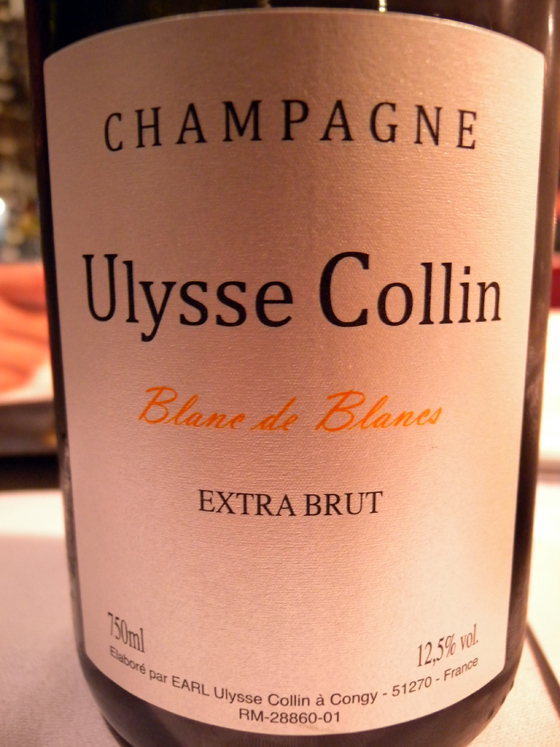 CHAMPAGNE
Ulysse Collin
Blanc de Blancs
EXTRA BRUT
750ml
12,5% vol.
Elaboré par EARL Ulysse Collin à Congy - 51270 - France
RM-28860-01